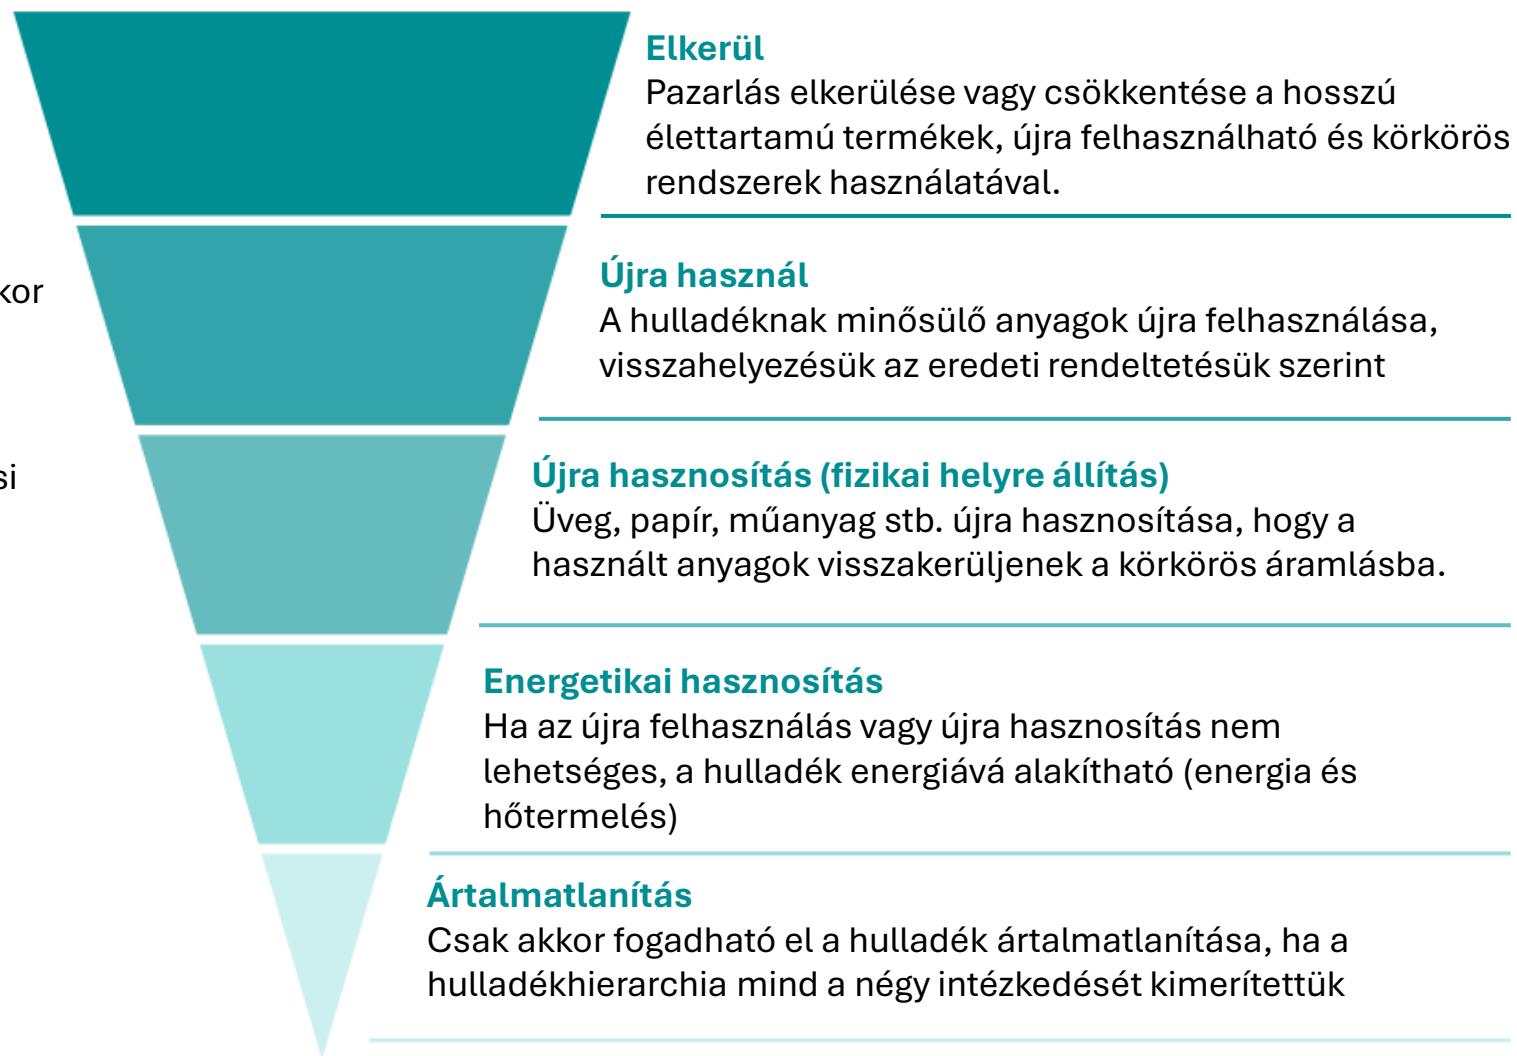 Elkerül
Pazarlás elkerülése vagy csökkentése a hosszú
élettartamú termékek, újra felhasználható és körkörös
rendszerek használatával.
Újra használ
kor
A hulladéknak minősülő anyagok újra felhasználása,
visszahelyezésük az eredeti rendeltetésük szerint
si
Újra hasznosítás (fizikai helyre állítás)
Üveg, papír, műanyag stb. újra hasznosítása, hogy a
használt anyagok visszakerüljenek a körkörös áramlásba.
Energetikai hasznosítás
Ha az újra felhasználás vagy újra hasznosítás nem
lehetséges, a hulladék energiává alakítható (energia és
hőtermelés)
Ártalmatlanítás
Csak akkor fogadható el a hulladék ártalmatlanítása, ha a
hulladékhierarchia mind a négy intézkedését kimerítettük